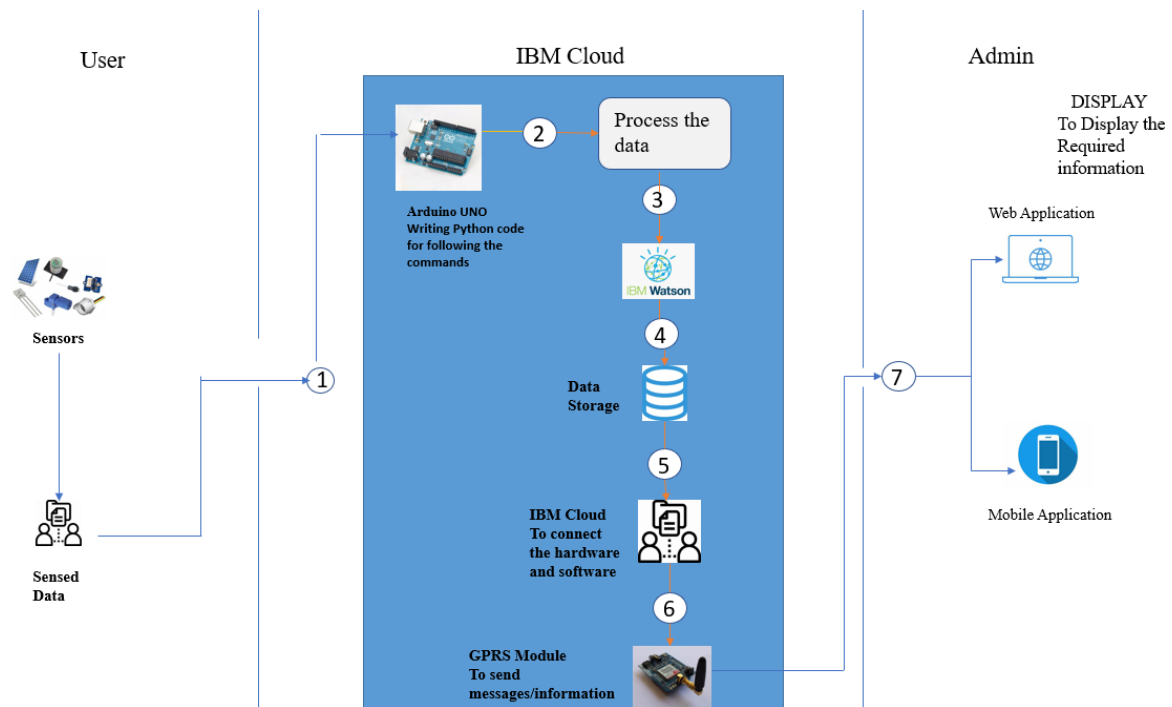 User
IBM Cloud
Admin
Sensors
Sensed
Data
1
Arduino UNO
Writing Python code
for following the
commands
2
Process the
data
3
IBM Watson
4
Data
Storage
5
IBM Cloud
To connect
the hardware
and software
6
GPRS Module
To send
messages/information
7
DISPLAY
To Display the
Required
information
Web Application
Mobile Application